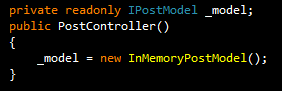 private readonly IPostModel _model;
public PostController()
{
    _model = new InMemoryPostModel();
}